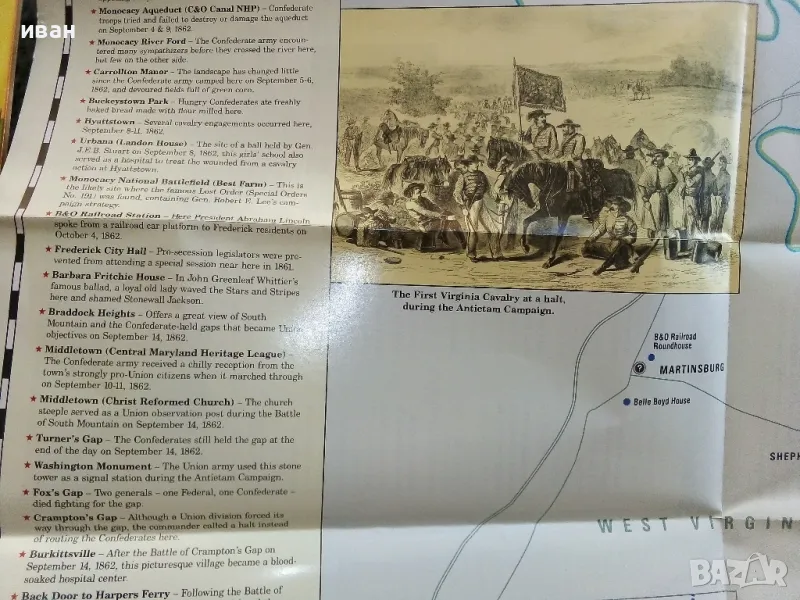 иван
★ Monocacy Aqueduct (C&O Canal NHP) – Confederate
troops tried and failed to destroy or damage the aqueduct
on September 4 & 9, 1862.
★ Monocacy River Ford – The Confederate army encoun-
tered many sympathizers before they crossed the river here,
but few on the other side.
★ Carrollton Manor – The landscape has changed little
since the Confederate army camped here on September 5-6,
1862, and devoured fields full of green corn.
★ Buckeystown Park – Hungry Confederates ate freshly
baked bread made with flour milled here.
★ Hyattstown – Several cavalry engagements occurred here,
September 8-11, 1862.
★ Urbana (Landon House) – The site of a ball held by Gen.
J.E.B. Stuart on September 8, 1862, this girls' school also
served as a hospital to treat the wounded from a cavalry
action at Hyattstown.
★ Monocacy National Battlefield (Best Farm) – This is
the likely site where the famous Lost Order (Special Orders
No. 191) was found, containing Gen. Robert E. Lee's cam-
paign strategy.
★ B&O Railroad Station – Here President Abraham Lincoln
spoke from a railroad car platform to Frederick residents on
October 4, 1862.
★ Frederick City Hall – Pre-secession legislators were pre-
vented from attending a special session near here in 1861.
★ Barbara Fritchie House – In John Greenleaf Whittier's
famous ballad, a loyal old lady waved the Stars and Stripes
here and shamed Stonewall Jackson.
★ Braddock Heights – Offers a great view of South
Mountain and the Confederate-held gaps that became Union
objectives on September 14, 1862.
★ Middletown (Central Maryland Heritage League) –
The Confederate army received a chilly reception from the
town's strongly pro-Union citizens when it marched through
on September 10-11, 1862.
★ Middletown (Christ Reformed Church) – The church
steeple served as a Union observation post during the Battle
of South Mountain on September 14, 1862.
★ Turner's Gap – The Confederates still held the gap at
the end of the day on September 14, 1862.
★ Washington Monument – The Union army used this stone
tower as a signal station during the Antietam Campaign.
★ Fox's Gap – Two generals – one Federal, one Confederate –
died fighting for the gap.
★ Crampton's Gap – Although a Union division forced its
way through the gap, the commander called a halt instead
of routing the Confederates here.
★ Burkittsville – After the Battle of Crampton's Gap on
September 14, 1862, this picturesque village became a blood-
soaked hospital center.
★ Back Door to Harpers Ferry – Following the Battle of
The First Virginia Cavalry at a halt,
during the Antietam Campaign.
B&O Railroad
Roundhouse
MARTINSBURG
Belle Boyd House
SHEPH
WEST VIRGIN
BAZAR